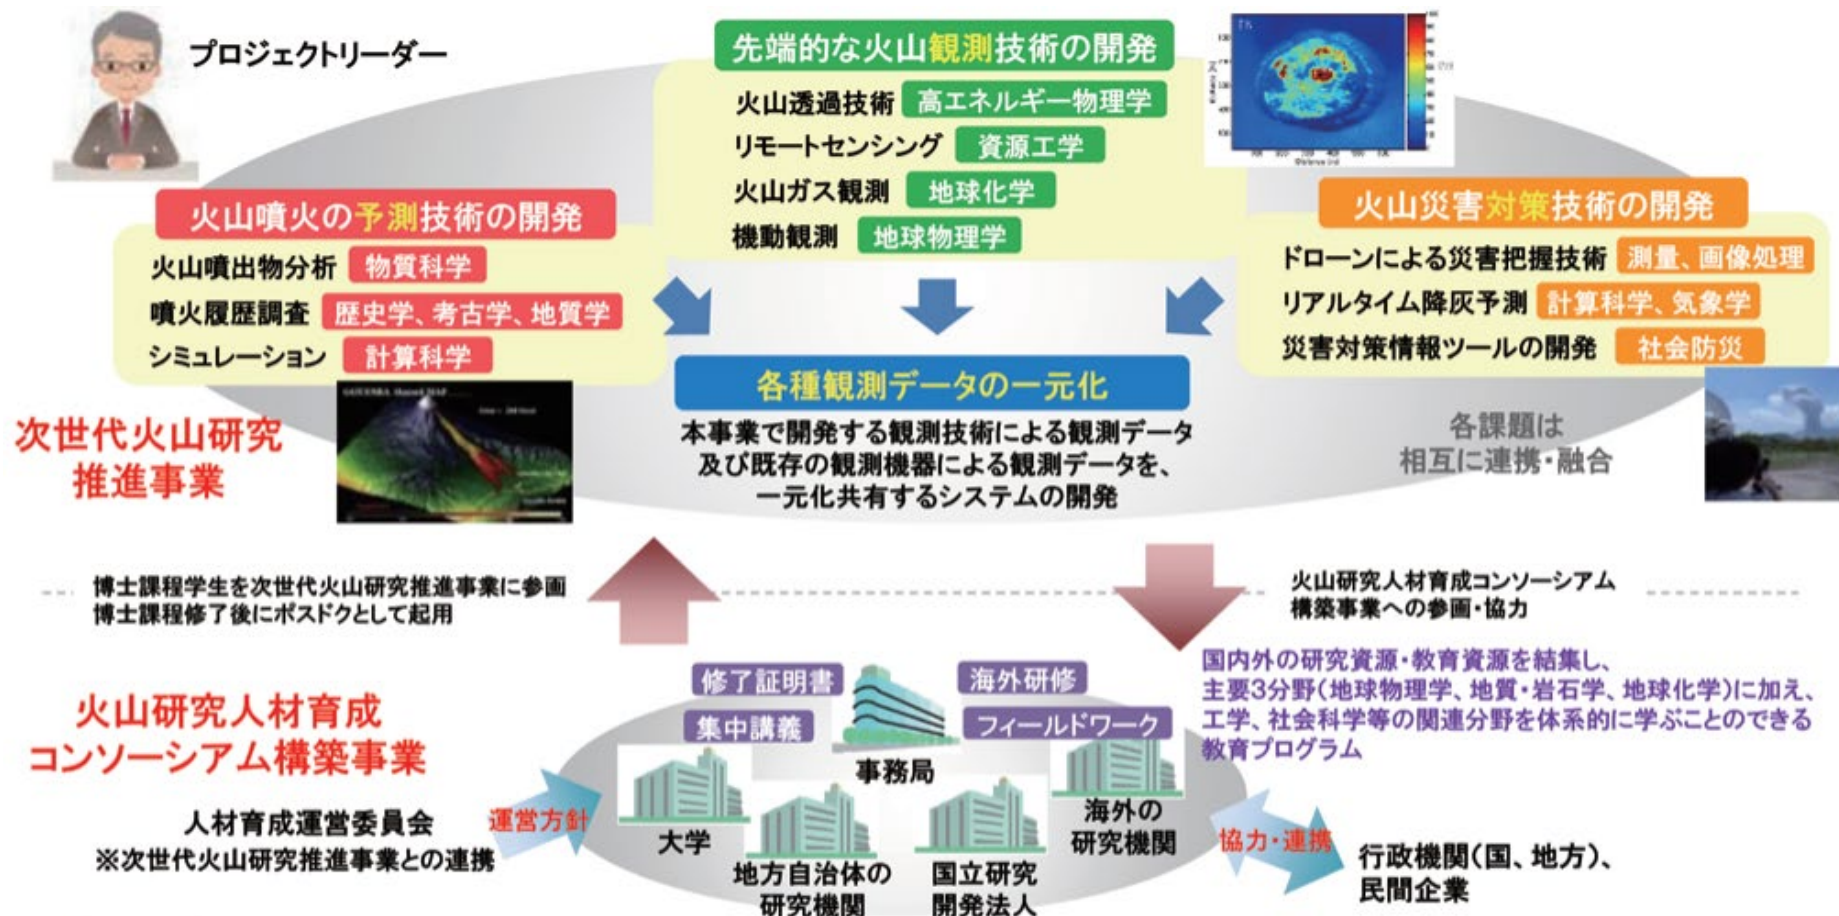 プロジェクトリーダー
先端的な火山観測技術の開発
火山透過技術 高エネルギー物理学
リモートセンシング 資源工学
火山ガス観測 地球化学
機動観測 地球物理学
火山噴火の予測技術の開発
火山噴出物分析 物質科学
噴火履歴調査 歴史学、考古学、地質学
シミュレーション 計算科学
火山災害対策技術の開発
ドローンによる災害把握技術 測量、画像処理
リアルタイム降灰予測 計算科学、気象学
災害対策情報ツールの開発 社会防災
各種観測データの一元化
本事業で開発する観測技術による観測データ
及び既存の観測機器による観測データを、
一元化共有するシステムの開発
次世代火山研究
推進事業
各課題は
相互に連携・融合
博士課程学生を次世代火山研究推進事業に参画
博士課程修了後にポスドクとして起用
火山研究人材育成コンソーシアム
構築事業への参画・協力
国内外の研究資源・教育資源を結集し、
主要3分野(地球物理学、地質・岩石学、地球化学)に加え、
工学、社会科学等の関連分野を体系的に学ぶことのできる
教育プログラム
火山研究人材育成
コンソーシアム構築事業
修了証明書
海外研修
集中講義
フィールドワーク
事務局
大学
地方自治体の
研究機関
国立研究
開発法人
海外の
研究機関
人材育成運営委員会
※次世代火山研究推進事業との連携
運営方針
協力・連携
行政機関(国、地方)、
民間企業